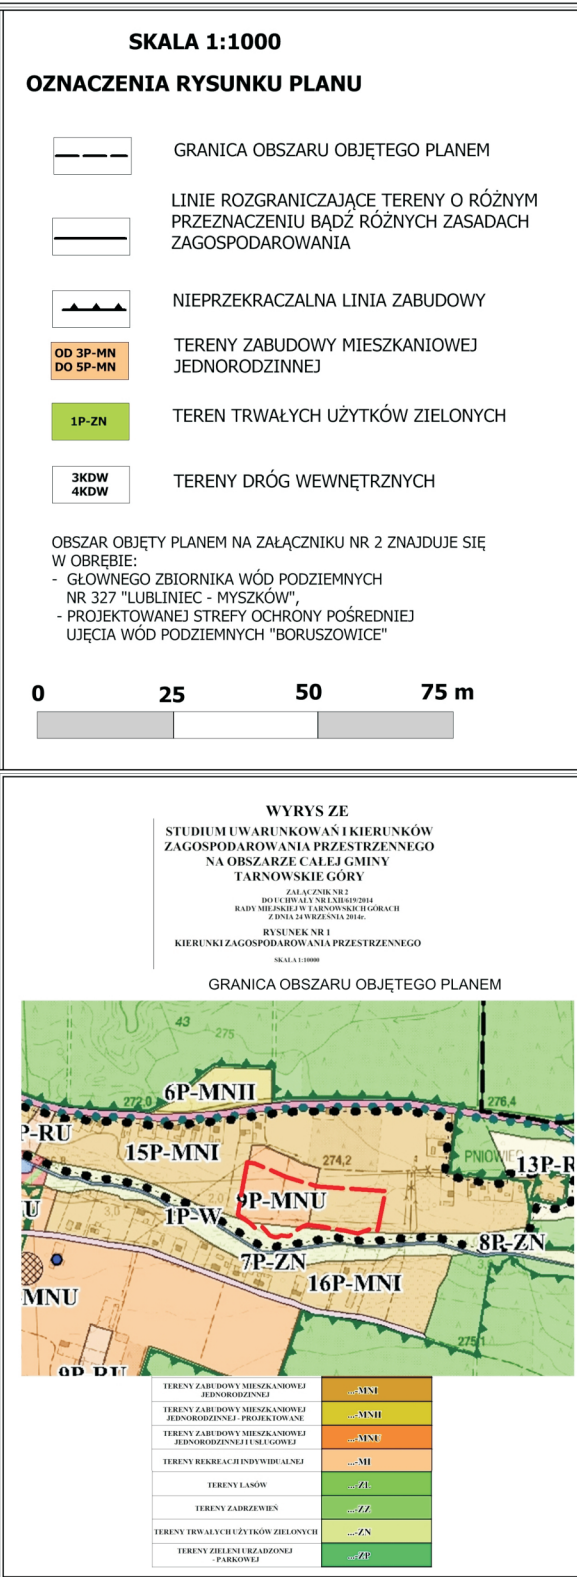 SKALA 1:1000
OZNACZENIA RYSUNKU PLANU
GRANICA OBSZARU OBJĘTEGO PLANEM
LINIE ROZGRANICZAJĄCE TERENY O RÓŻNYM
PRZEZNACZENIU BĄDŹ RÓŻNYCH ZASADACH
ZAGOSPODAROWANIA
NIEPRZEKRACZALNA LINIA ZABUDOWY
OD 3P-MN
DO 5P-MN
TERENY ZABUDOWY MIESZKANIOWEJ
JEDNORODZINNEJ
1P-ZN
TEREN TRWAŁYCH UŻYTKÓW ZIELONYCH
3KDW
4KDW
TERENY DRÓG WEWNĘTRZNYCH
OBSZAR OBJĘTY PLANEM NA ZAŁĄCZNIKU NR 2 ZNAJDUJE SIĘ
W OBRĘBIE:
- GŁOWNEGO ZBIORNIKA WÓD PODZIEMNYCH
NR 327 "LUBLINIEC - MYSZKÓW",
- PROJEKTOWANEJ STREFY OCHRONY POŚREDNIEJ
UJĘCIA WÓD PODZIEMNYCH "BORUSZOWICE"
0 25 50 75 m
WYRYS ZE
STUDIUM UWARUNKOWAŃ I KIERUNKÓW
ZAGOSPODAROWANIA PRZESTRZENNEGO
NA OBSZARZE CAŁEJ GMINY
TARNOWSKIE GÓRY
ZAŁĄCZNIK NR 2
DO UCHWAŁY NR LXII/619/2014
RADY MIEJSKIEJ W TARNOWSKICH GÓRACH
Z DNIA 24 WRZEŚNIA 2014r.
RYSUNEK NR 1
KIERUNKI ZAGOSPODAROWANIA PRZESTRZENNEGO
SKALA 1:10000
GRANICA OBSZARU OBJĘTEGO PLANEM
43
275
6P-MNII
272,0
276,4
P-RU
15P-MNI
274,2
PNIOWIEC
13P-R
9P-MNU
2.0
3.0
1P-W
U
8P-ZN
7P-ZN
16P-MNI
MNU
275,1
9P-RU
TERENY ZABUDOWY MIESZKANIOWEJ
JEDNORODZINNEJ
...-MNI
TERENY ZABUDOWY MIESZKANIOWEJ
JEDNORODZINNEJ - PROJEKTOWANE
...-MNII
TERENY ZABUDOWY MIESZKANIOWEJ
JEDNORODZINNEJ I USŁUGOWEJ
...-MNU
TERENY REKREACJI INDYWIDUALNEJ
...-MI
TERENY LASÓW
...-ZL
TERENY ZADRZEWIEŃ
...-ZZ
TERENY TRWAŁYCH UŻYTKÓW ZIELONYCH
...-ZN
TERENY ZIELENI URZĄDZONEJ
- PARKOWEJ
...-ZP